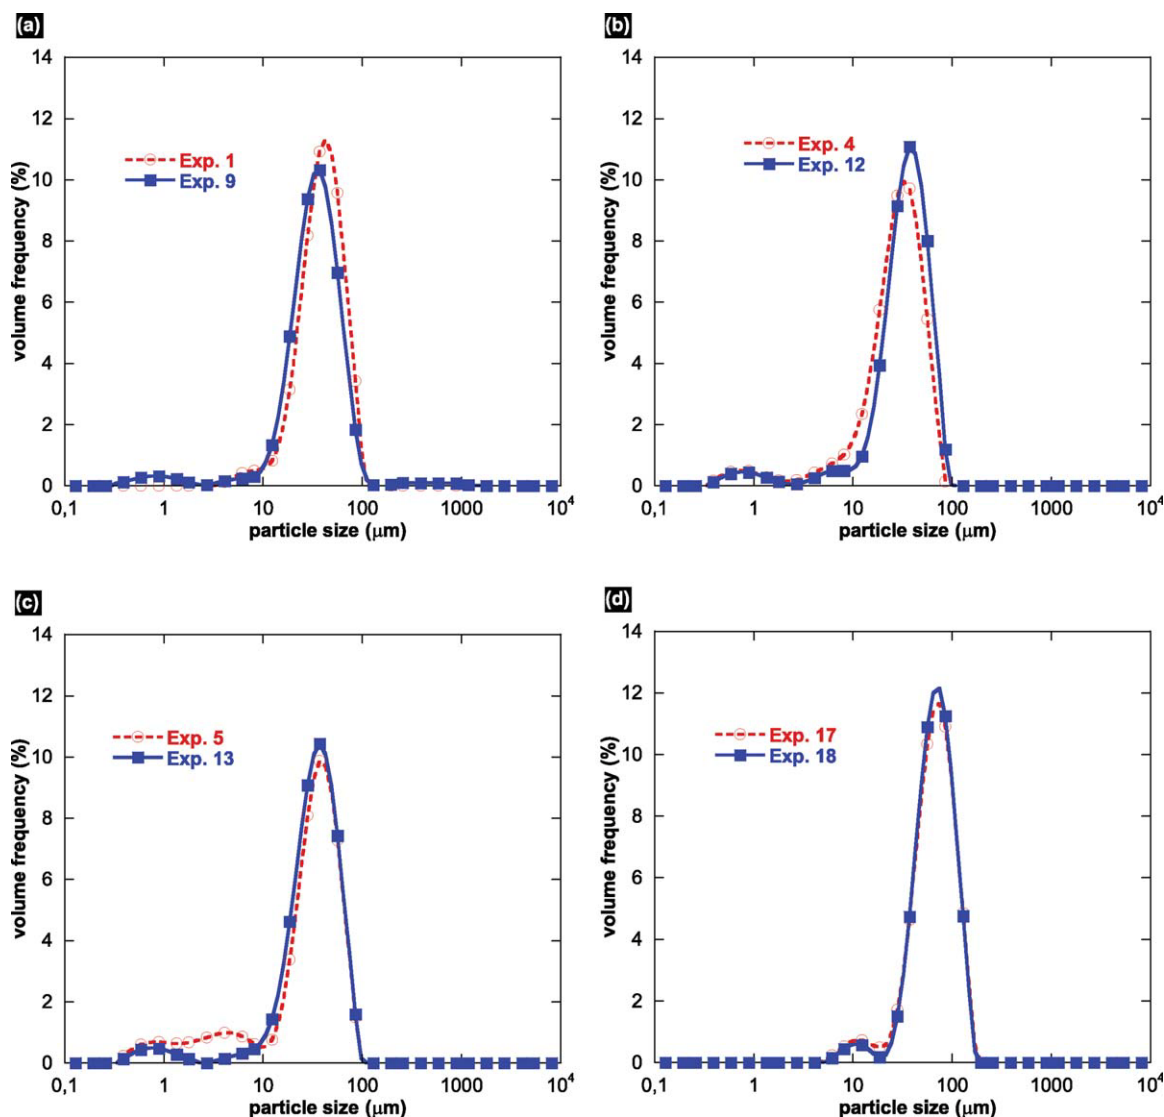 (a)
14
12
10
8
6
4
2
0
volume frequency (%)
Exp. 1
Exp. 9
0,1 1 10 100 1000 10⁴
particle size (μm)
(b)
14
12
10
8
6
4
2
0
volume frequency (%)
Exp. 4
Exp. 12
0,1 1 10 100 1000 10⁴
particle size (μm)
(c)
14
12
10
8
6
4
2
0
volume frequency (%)
Exp. 5
Exp. 13
0,1 1 10 100 1000 10⁴
particle size (μm)
(d)
14
12
10
8
6
4
2
0
volume frequency (%)
Exp. 17
Exp. 18
0,1 1 10 100 1000 10⁴
particle size (μm)